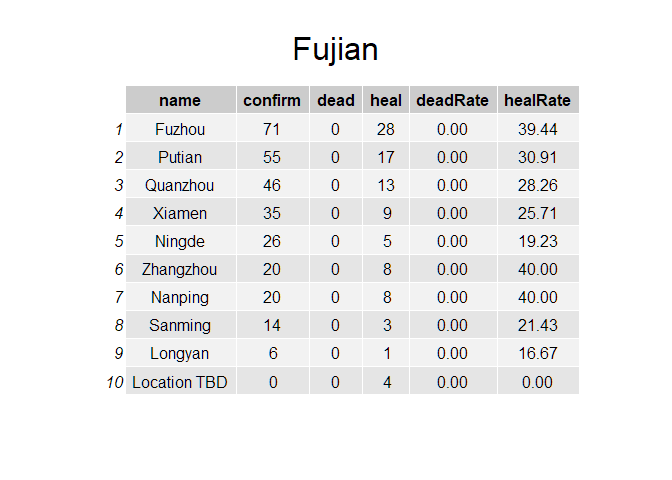 Fujian
name confirm dead heal deadRate healRate
1 Fuzhou 71 0 28 0.00 39.44
2 Putian 55 0 17 0.00 30.91
3 Quanzhou 46 0 13 0.00 28.26
4 Xiamen 35 0 9 0.00 25.71
5 Ningde 26 0 5 0.00 19.23
6 Zhangzhou 20 0 8 0.00 40.00
7 Nanping 20 0 8 0.00 40.00
8 Sanming 14 0 3 0.00 21.43
9 Longyan 6 0 1 0.00 16.67
10 Location TBD 0 0 4 0.00 0.00